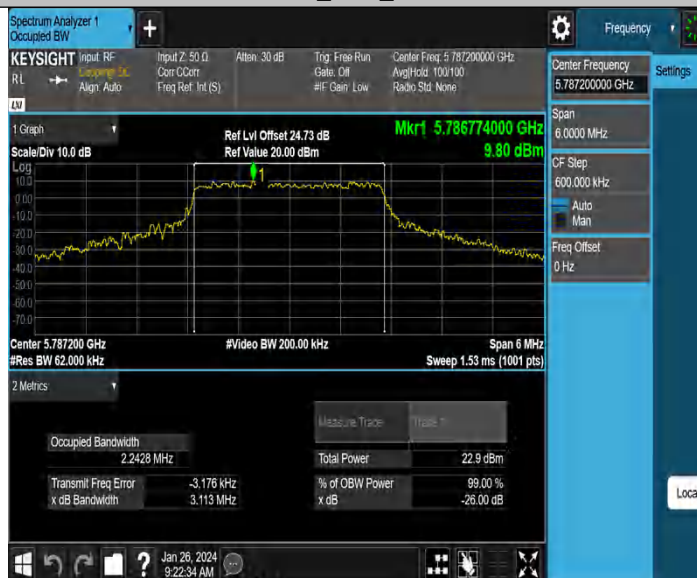 Spectrum Analyzer 1
Occupied BW
+
Frequency
KEYSIGHT
RL
Input: RF
Coupling: DC
Align: Auto
Input Z: 50 Ω
Corr CCorr
Freq Ref: Int (S)
Atten: 30 dB
Trig: Free Run
Gate: Off
#IF Gain: Low
Center Freq: 5.787200000 GHz
Avg|Hold: 100/100
Radio Std: None
LXI
1 Graph
Scale/Div 10.0 dB
Ref Lvl Offset 24.73 dB
Ref Value 20.00 dBm
Mkr1 5.786774000 GHz
9.80 dBm
Log
10.0
0.00
-10.0
-20.0
-30.0
-40.0
-50.0
-60.0
-70.0
1
Center 5.787200 GHz
#Res BW 62.000 kHz
#Video BW 200.00 kHz
Span 6 MHz
Sweep 1.53 ms (1001 pts)
2 Metrics
Measure Trace
Trace 1
Occupied Bandwidth
2.2428 MHz
Total Power
22.9 dBm
Transmit Freq Error
-3.176 kHz
% of OBW Power
99.00 %
x dB Bandwidth
3.113 MHz
x dB
-26.00 dB
Center Frequency
5.787200000 GHz
Settings
Span
6.0000 MHz
CF Step
600.000 kHz
Auto
Man
Freq Offset
0 Hz
Loca
?
Jan 26, 2024
9:22:34 AM